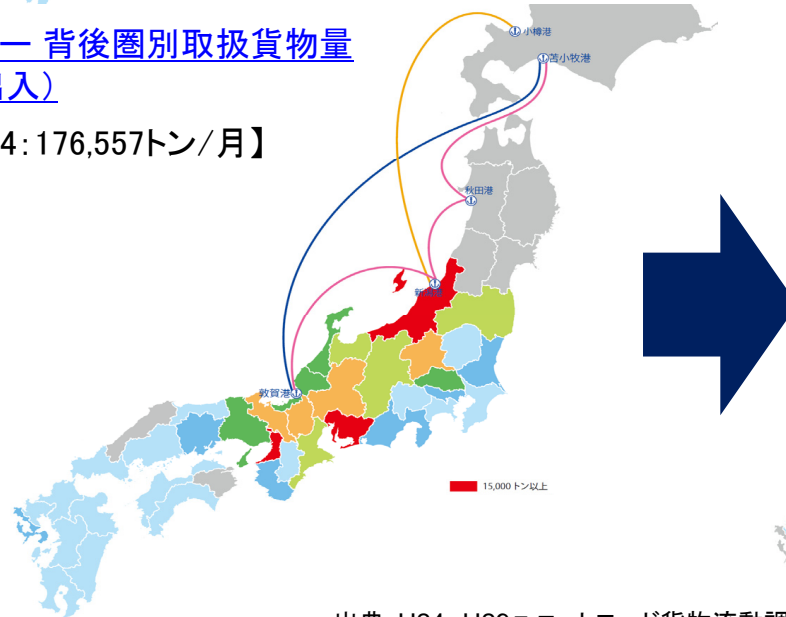 ー 背後圏別取扱貨物量
出入）
4：176,557トン/月】
小樽港
苫小牧港
秋田港
新潟港
敦賀港
15,000 トン以上